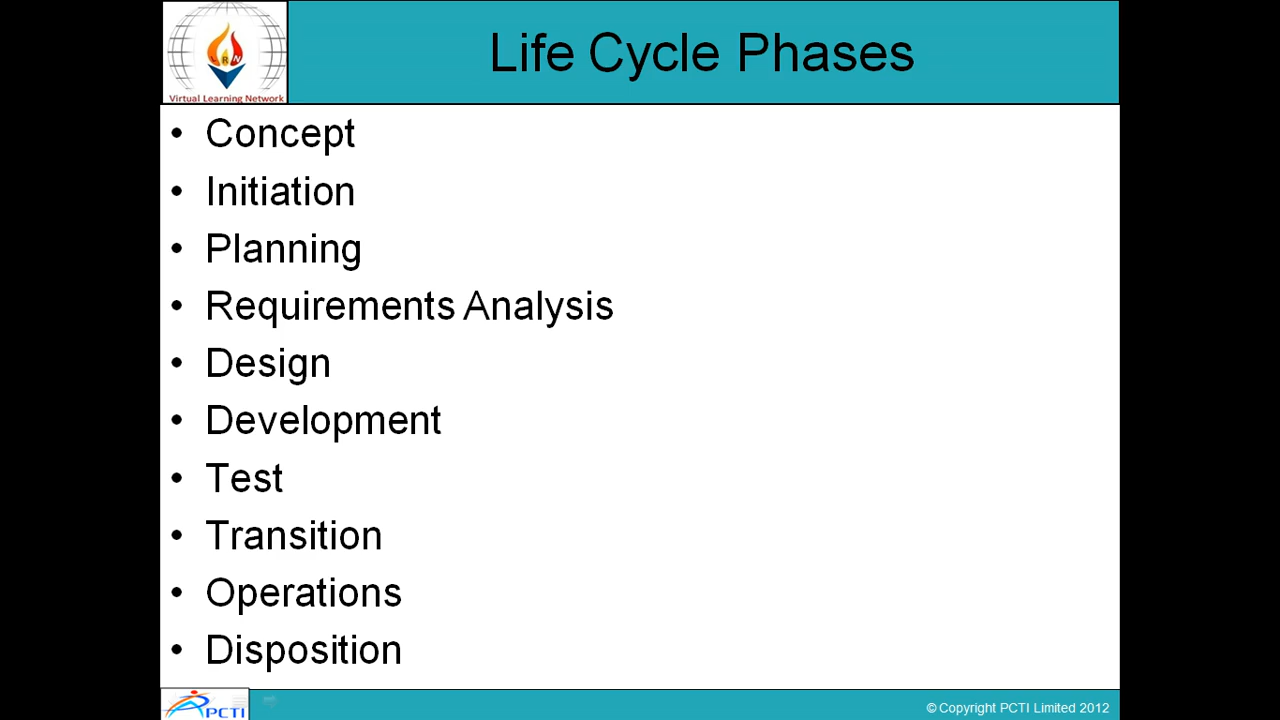 Life Cycle Phases
LRN
Virtual Learning Network
• Concept
• Initiation
• Planning
• Requirements Analysis
• Design
• Development
• Test
• Transition
• Operations
• Disposition
PCTI
© Copyright PCTI Limited 2012